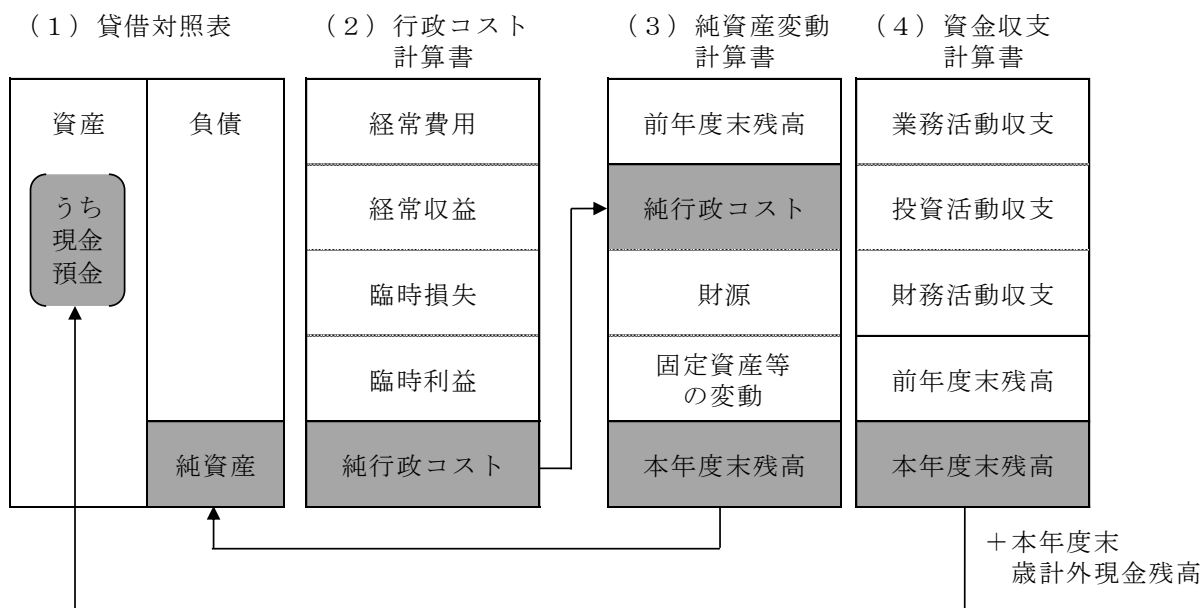 （１）貸借対照表
資産
うち
現金
預金
負債
純資産
（２）行政コスト
計算書
経常費用
経常収益
臨時損失
臨時利益
純行政コスト
（３）純資産変動
計算書
前年度末残高
純行政コスト
財源
固定資産等
の変動
本年度末残高
（４）資金収支
計算書
業務活動収支
投資活動収支
財務活動収支
前年度末残高
本年度末残高
＋本年度末
歳計外現金残高